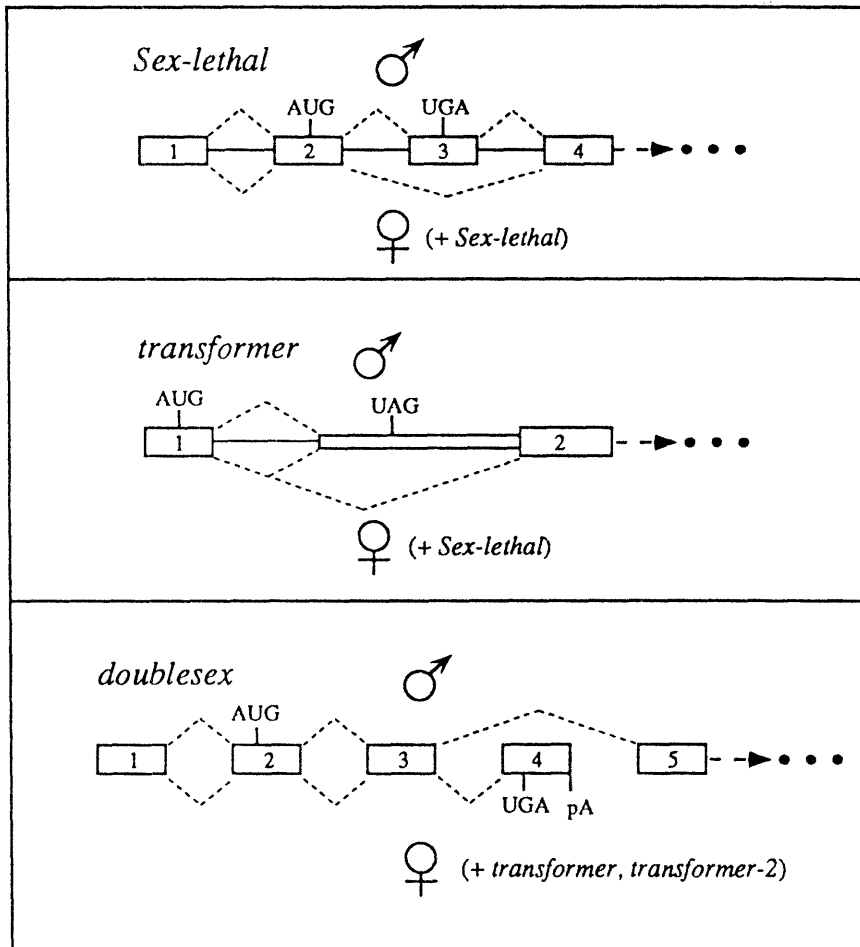 Sex-lethal ♂
AUG UGA
1 2 3 4
♀ (+ Sex-lethal)
transformer ♂
AUG UAG
1 2
♀ (+ Sex-lethal)
doublesex ♂
AUG
1 2 3 4 5
UGA pA
♀ (+ transformer, transformer-2)